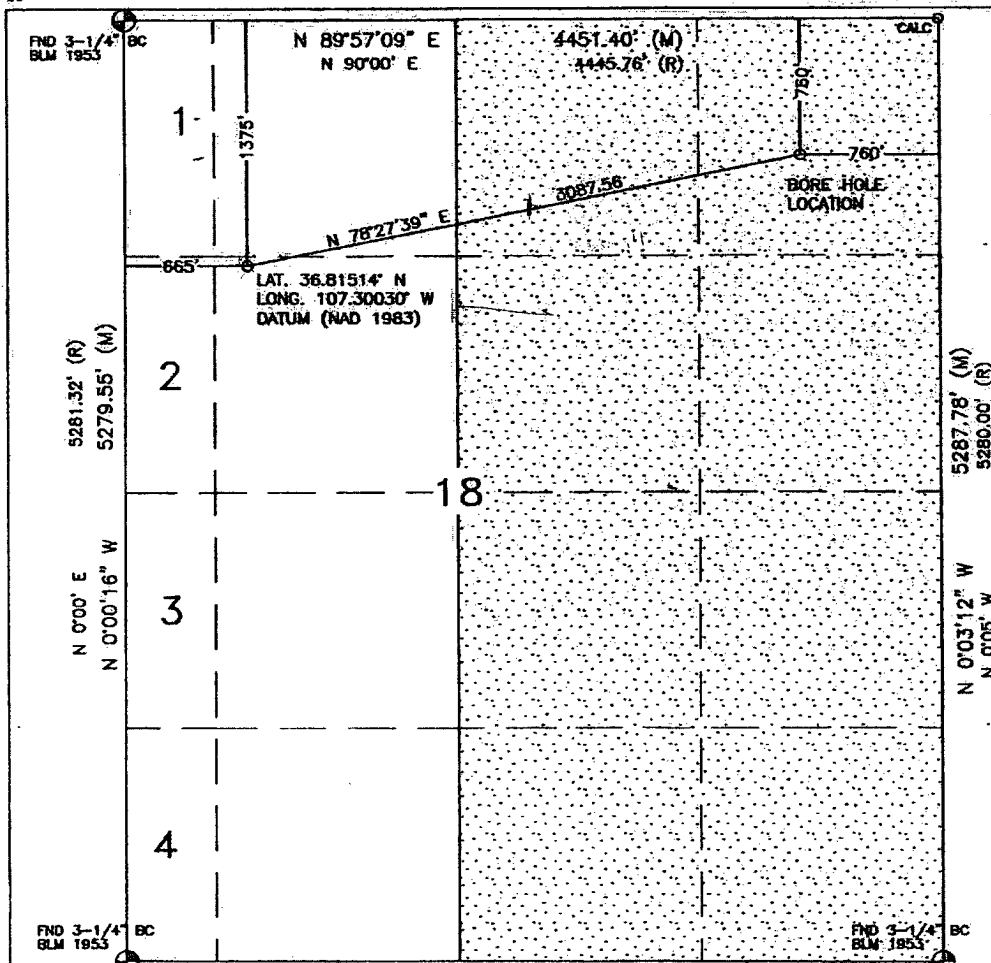 FND 3-1/4" BC
BLM 1953
N 89°57'09" E
N 90°00' E
4451.40' (M)
4445.76' (R)
CALC
1
1375'
760'
760'
BORE HOLE
LOCATION
3087.56
N 78°27'39" E
665'
LAT. 36.81514° N
LONG. 107.30030° W
DATUM (NAD 1983)
5281.32' (R)
5279.55' (M)
2
5287.78' (M)
5280.00' (R)
18
N 0°00' E
N 0°00'16" W
3
N 0°03'12" W
N 0°05' W
4
FND 3-1/4" BC
BLM 1953
FND 3-1/4" BC
BLM 1953